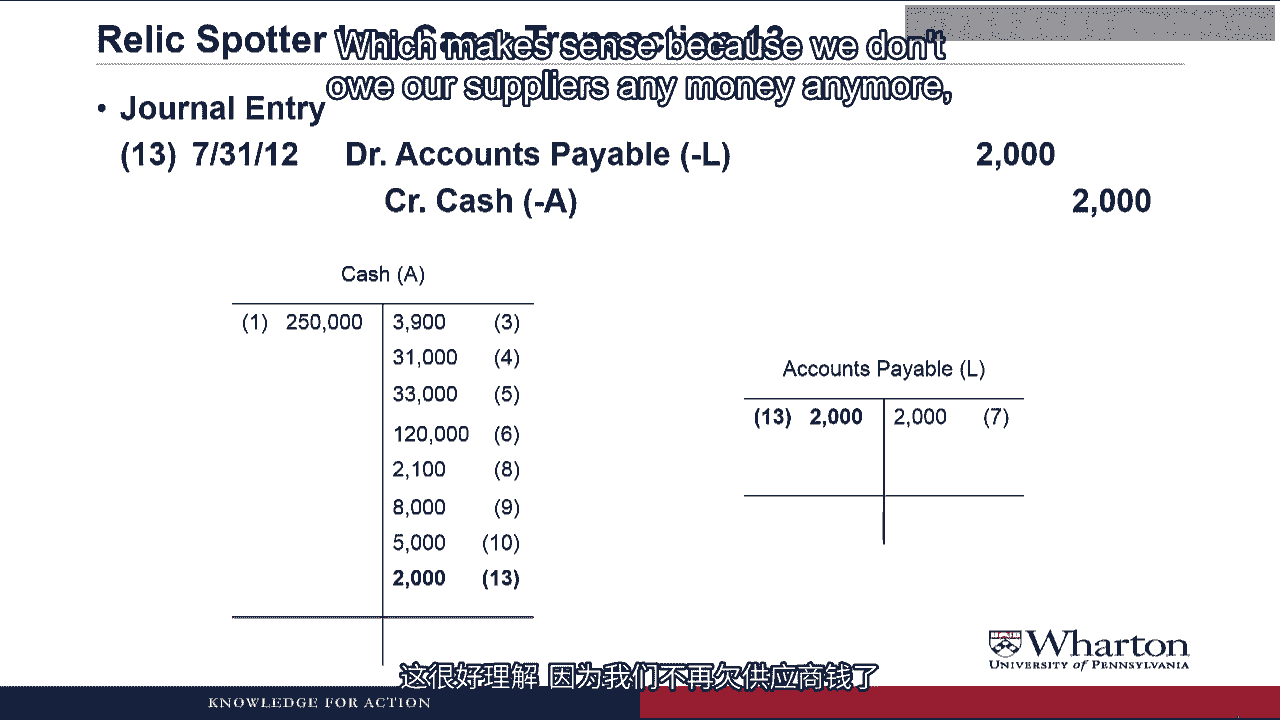 Relic Spotter Inc. Case: Transaction 13
Which makes sense because we don't
owe our suppliers any money anymore,
• Journal Entry
(13) 7/31/12 Dr. Accounts Payable (-L) 2,000
Cr. Cash (-A) 2,000
Cash (A)
(1) 250,000 3,900 (3)
31,000 (4)
33,000 (5)
120,000 (6)
2,100 (8)
8,000 (9)
5,000 (10)
2,000 (13)
Accounts Payable (L)
(13) 2,000 2,000 (7)
Wharton
UNIVERSITY of PENNSYLVANIA
这很好理解 因为我们不再欠供应商钱了
KNOWLEDGE FOR ACTION